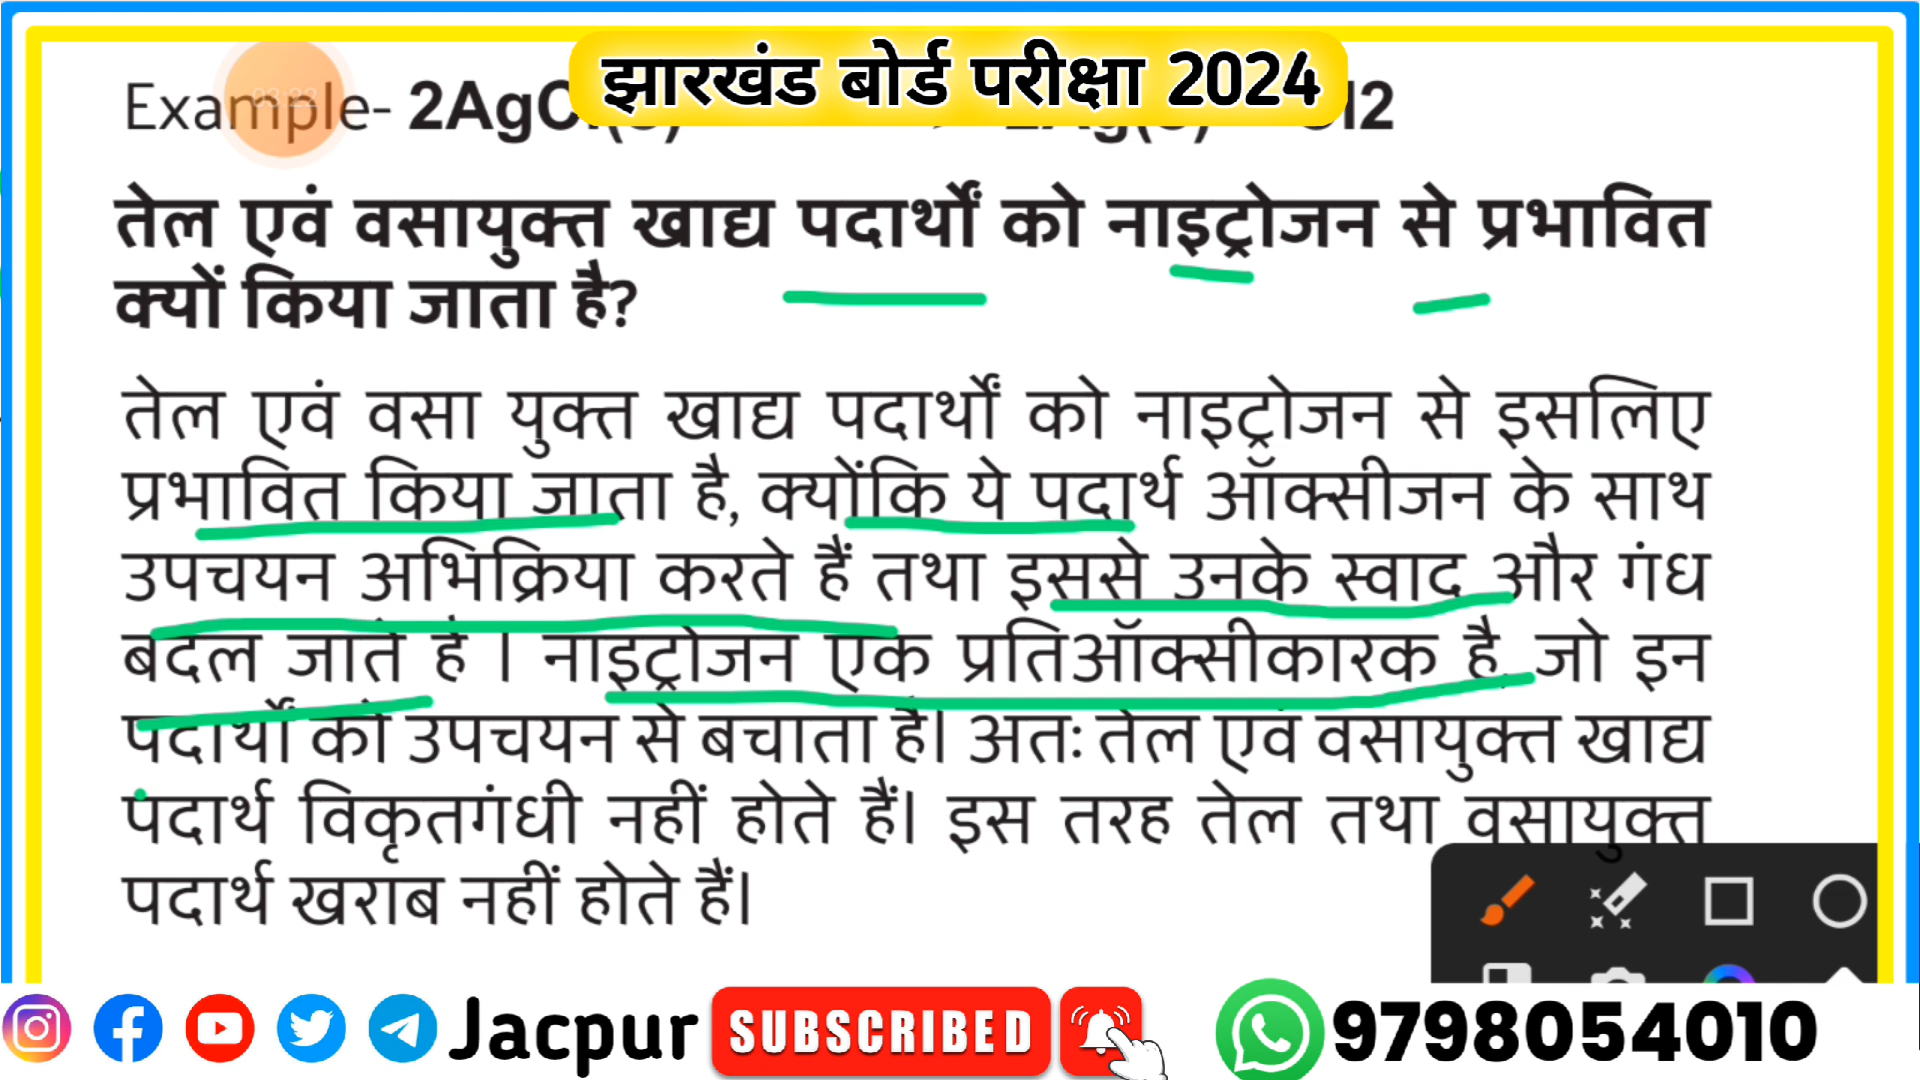 झारखंड बोर्ड परीक्षा 2024
Example- 2Ag
तेल एवं वसायुक्त खाद्य पदार्थों को नाइट्रोजन से प्रभावित
क्यों किया जाता है?
तेल एवं वसा युक्त खाद्य पदार्थों को नाइट्रोजन से इसलिए
प्रभावित किया जाता है, क्योंकि ये पदार्थ ऑक्सीजन के साथ
उपचयन अभिक्रिया करते हैं तथा इससे उनके स्वाद और गंध
बदल जाते है । नाइट्रोजन एक प्रतिऑक्सीकारक है, जो इन
पदार्थों को उपचयन से बचाता है। अतः तेल एवं वसायुक्त खाद्य
पदार्थ विकृतगंधी नहीं होते हैं। इस तरह तेल तथा वसायुक्त
पदार्थ खराब नहीं होते हैं।
Jacpur SUBSCRIBED 9798054010